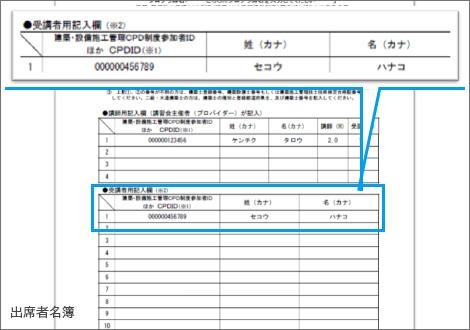 ●受講者用記入欄（※2）
建築・設備施工管理CPD制度参加者ID
ほか CPDID（※1） 姓（カナ） 名（カナ）
1 000000456789 セコウ ハナコ
●講師用記入欄（講習会主催者（プロバイダー）が記入）
建築・設備施工管理CPD制度参加者ID
ほか CPDID（※1） 姓（カナ） 名（カナ） 講師（H）
1 000000123456 ケンチク タロウ 2.0
2
3
4
●受講者用記入欄（※2）
建築・設備施工管理CPD制度参加者ID
ほか CPDID（※1） 姓（カナ） 名（カナ）
1 000000456789 セコウ ハナコ
3
4
5
6
7
8
9
10
出席者名簿